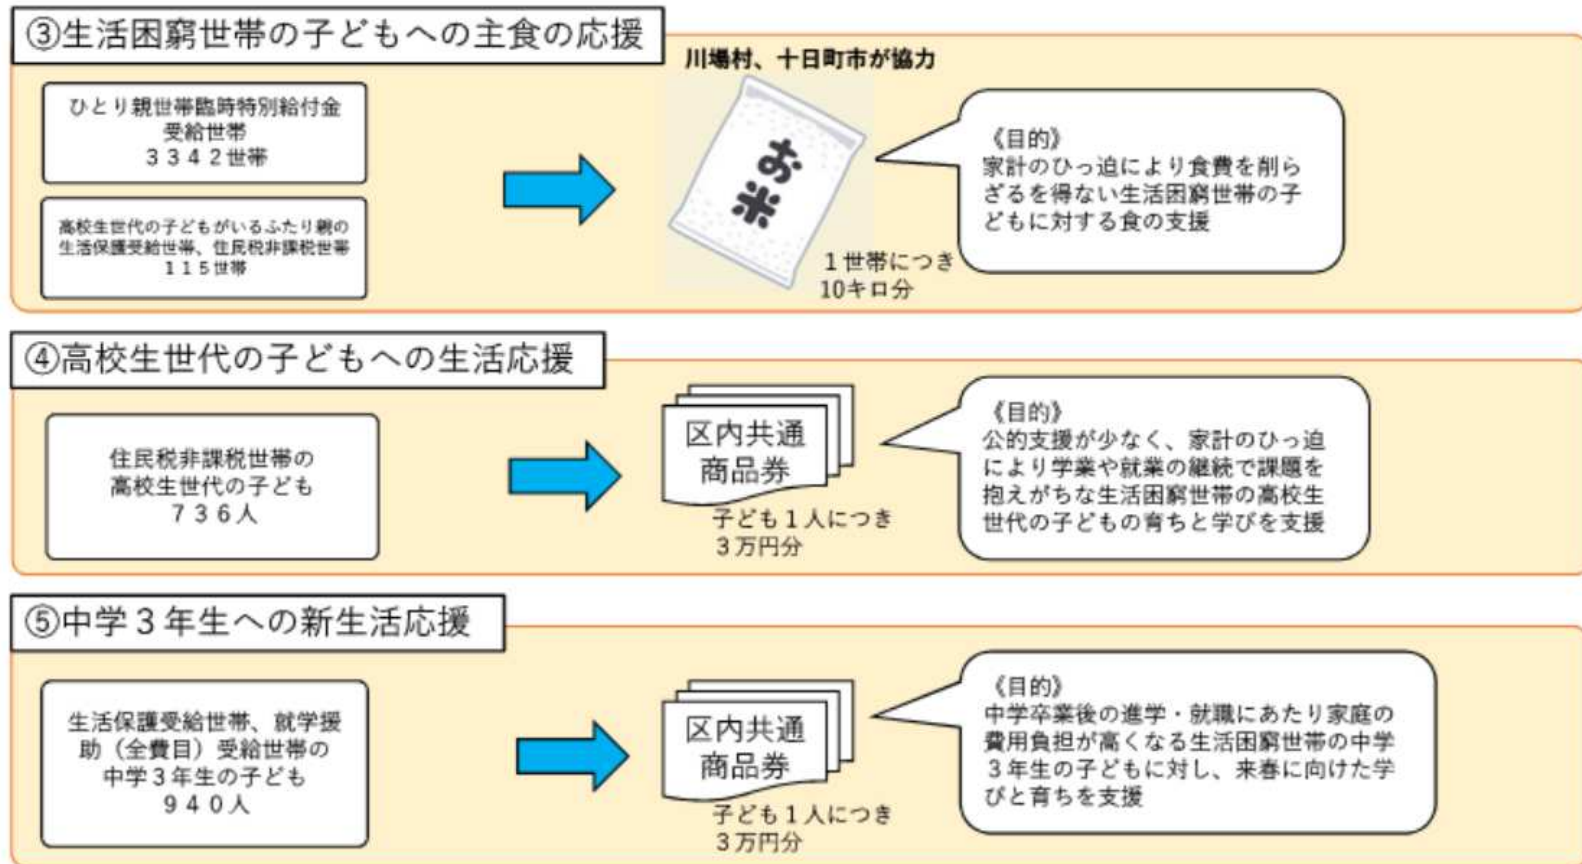 ③生活困窮世帯の子どもへの主食の応援
川場村、十日町市が協力
ひとり親世帯臨時特別給付金
受給世帯
３３４２世帯
高校生世代の子どもがいるふたり親の
生活保護受給世帯、住民税非課税世帯
１１５世帯
お米
１世帯につき
10キロ分
《目的》
家計のひっ迫により食費を削ら
ざるを得ない生活困窮世帯の子
どもに対する食の支援
④高校生世代の子どもへの生活応援
住民税非課税世帯の
高校生世代の子ども
７３６人
区内共通
商品券
子ども１人につき
３万円分
《目的》
公的支援が少なく、家計のひっ迫
により学業や就業の継続で課題を
抱えがちな生活困窮世帯の高校生
世代の子どもの育ちと学びを支援
⑤中学３年生への新生活応援
生活保護受給世帯、就学援
助（全費目）受給世帯の
中学３年生の子ども
９４０人
区内共通
商品券
子ども１人につき
３万円分
《目的》
中学卒業後の進学・就職にあたり家庭の
費用負担が高くなる生活困窮世帯の中学
３年生の子どもに対し、来春に向けた学
びと育ちを支援